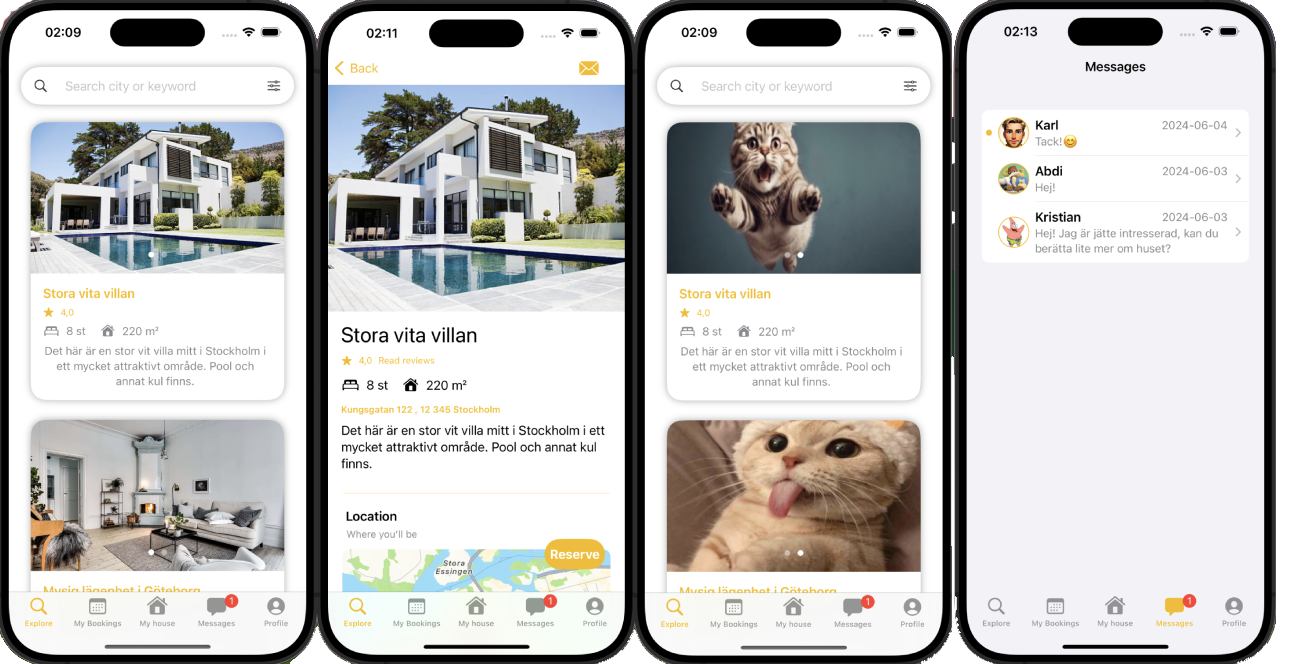 02:09
Search city or keyword
Stora vita villan
4,0
8 st 220 m²
Det här är en stor vit villa mitt i Stockholm i
ett mycket attraktivt område. Pool och
annat kul finns.
Mysig lägenhet i Göteborg
1
Explore My Bookings My house Messages Profile
02:11
Back
Stora vita villan
4,0 Read reviews
8 st 220 m²
Kungsgatan 122 , 12 345 Stockholm
Det här är en stor vit villa mitt i Stockholm i ett
mycket attraktivt område. Pool och annat kul
finns.
Location
Where you'll be
Reserve
Stora
Essingen
1
Explore My Bookings My house Messages Profile
02:09
Search city or keyword
Stora vita villan
4,0
8 st 220 m²
Det här är en stor vit villa mitt i Stockholm i
ett mycket attraktivt område. Pool och
annat kul finns.
Mysig lägenhet i Göteborg
1
Explore My Bookings My house Messages Profile
02:13
Messages
Karl 2024-06-04
Tack!😊
Abdi 2024-06-03
Hej!
Kristian 2024-06-03
Hej! Jag är jätte intresserad, kan du
berätta lite mer om huset?
1
Explore My Bookings My house Messages Profile